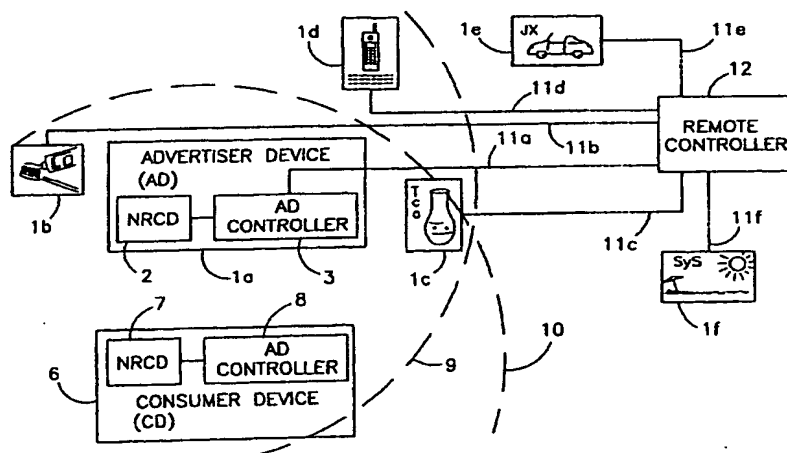 1d
1e
JX
11e
12
11d
REMOTE
CONTROLLER
11b
11a
ADVERTISER DEVICE
(AD)
NRCD
AD
CONTROLLER
1b
2
1a
3
T
c
o
1c
11c
11f
SyS
1f
7
8
NRCD
AD
CONTROLLER
6
CONSUMER DEVICE
(CD)
9
10